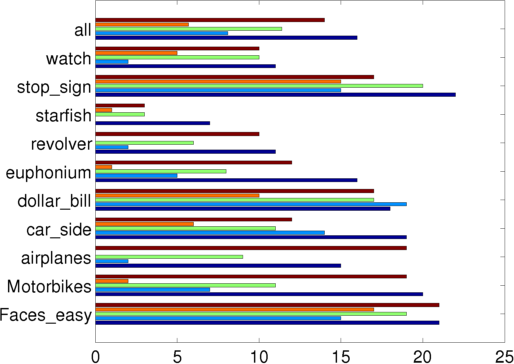 all
watch
stop_sign
starfish
revolver
euphonium
dollar_bill
car_side
airplanes
Motorbikes
Faces_easy
0 5 10 15 20 25